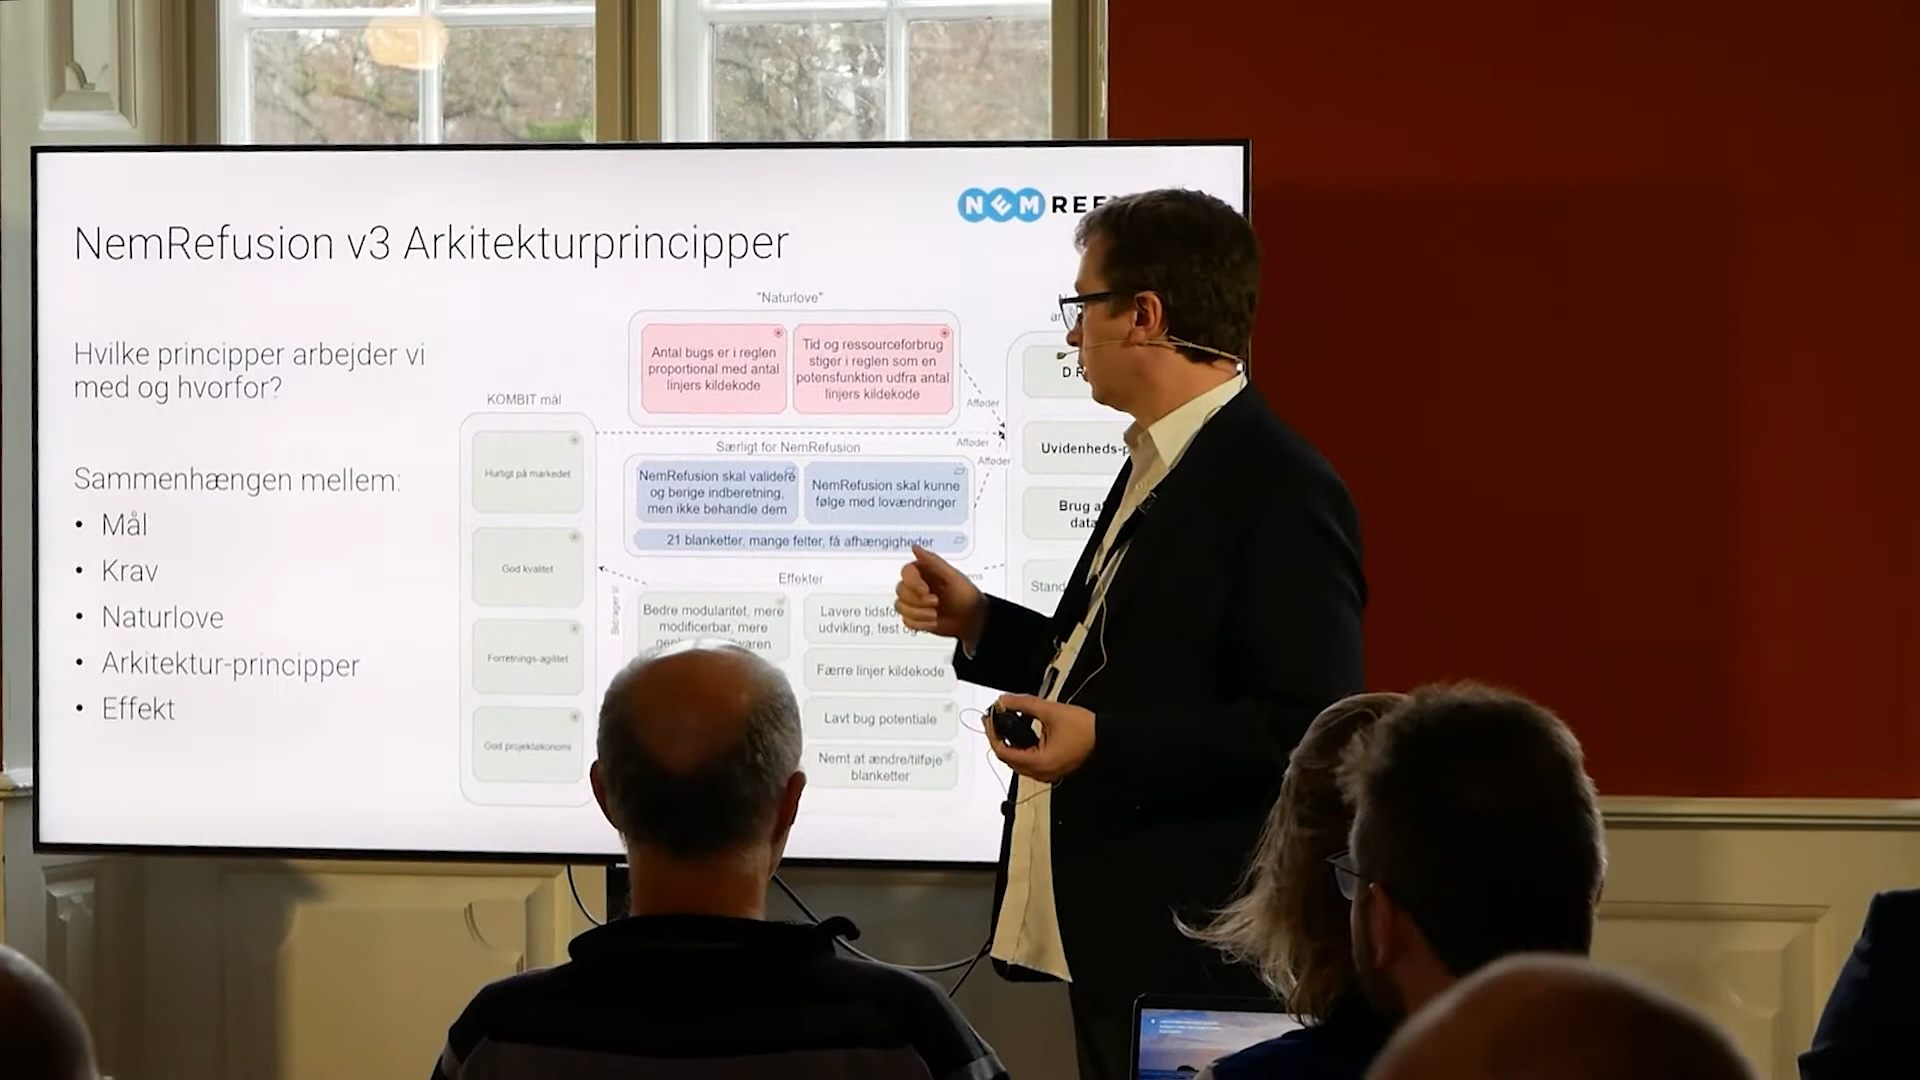 NEM REF
NemRefusion v3 Arkitekturprincipper
Hvilke principper arbejder vi
med og hvorfor?
Sammenhængen mellem:
• Mål
• Krav
• Naturlove
• Arkitektur-principper
• Effekt
KOMBIT mål
Hurtigt på markedet
God kvalitet
Forretnings-agilitet
God projektøkonomi
"Naturlove"
Antal bugs er i reglen
proportional med antal
linjers kildekode
Tid og ressourceforbrug
stiger i reglen som en
potensfunktion udfra antal
linjers kildekode
Afføder
Afføder
Afføder
Særligt for NemRefusion
NemRefusion skal validere
og berige indberetning,
men ikke behandle dem
NemRefusion skal kunne
følge med lovændringer
21 blanketter, mange felter, få afhængigheder
Bidrager til
Effekter
Bedre modularitet, mere
modificerbar, mere
Lavere
udvikling, test
Færre linjer kildekode
Lavt bug potentiale
Nemt at ændre/tilføje
blanketter
Uvidenheds-
Brug
data
Stand